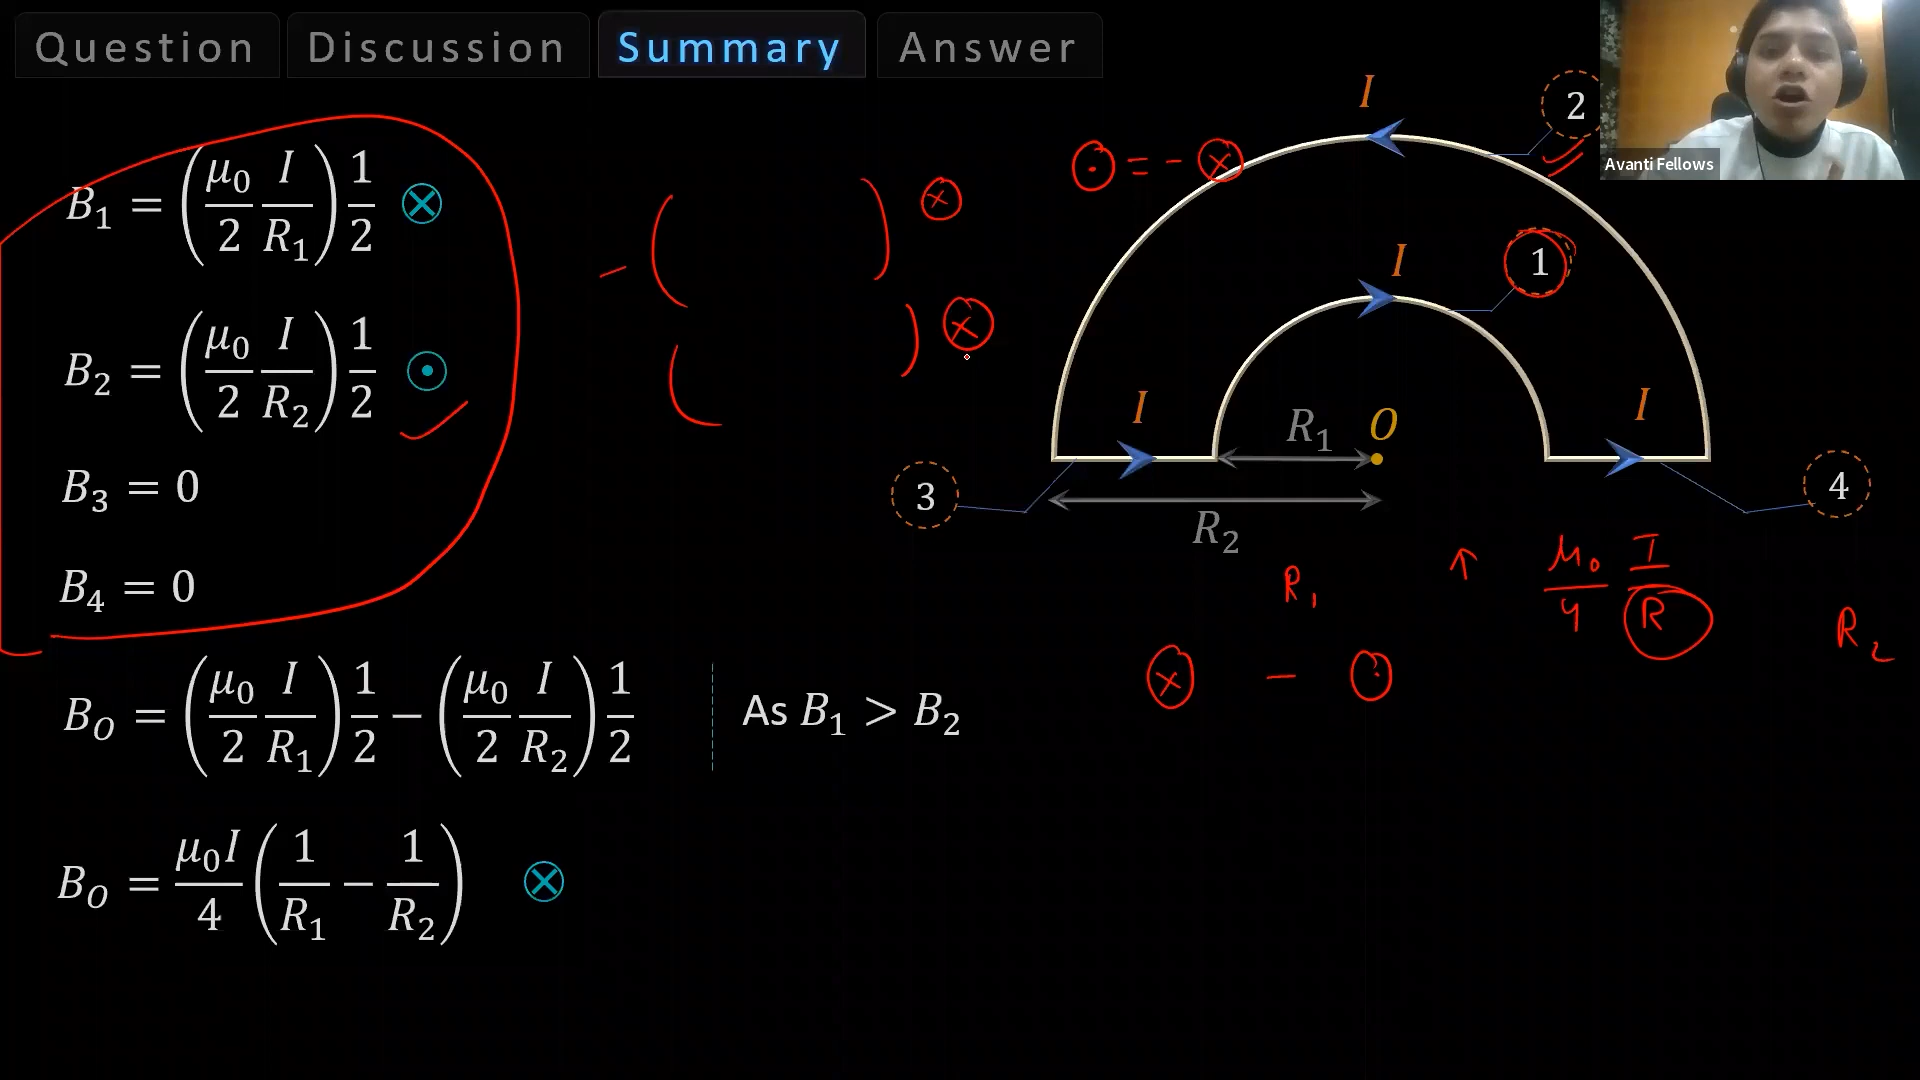 Question Discussion Summary Answer
Avanti Fellows
B₁ = (μ₀/2 I/R₁) 1/2 ⊗
B₂ = (μ₀/2 I/R₂) 1/2 ⊙
B₃ = 0
B₄ = 0
B_O = (μ₀/2 I/R₁) 1/2 − (μ₀/2 I/R₂) 1/2
As B₁ > B₂
B_O = μ₀I/4 (1/R₁ − 1/R₂) ⊗
− ( ) ⊗
( ) ⊗
⊙ = - ⊗
I
2
I
1
I
R₁
O
I
3
R₂
4
R₁ ↑ μ₀/4 I/R R₂
⊗ − ⊙